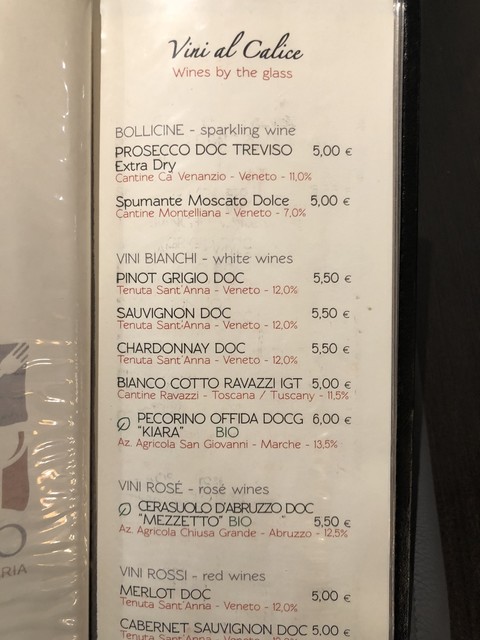 Vini al Calice
Wines by the glass
BOLLICINE - sparkling wine
PROSECCO DOC TREVISO 5,00 €
Extra Dry
Cantine Ca' Venanzio - Veneto - 11,0%
Spumante Moscato Dolce 5,00 €
Cantine Montelliana - Veneto - 7,0%
VINI BIANCHI - white wines
PINOT GRIGIO DOC 5,50 €
Tenuta Sant'Anna - Veneto - 12,0%
SAUVIGNON DOC 5,50 €
Tenuta Sant'Anna - Veneto - 12,0%
CHARDONNAY DOC 5,50 €
Tenuta Sant'Anna - Veneto - 12,0%
BIANCO COTTO RAVAZZI IGT 5,00 €
Cantine Ravazzi - Toscana / Tuscany - 11,5%
PECORINO OFFIDA DOCG 6,00 €
"KIARA" BIO
Az. Agricola San Giovanni - Marche - 13,5%
VINI ROSÉ - rosè wines
CERASUOLO D'ABRUZZO DOC
"MEZZETTO" BIO " 5,50 €
Az. Agricola Chiusa Grande - Abruzzo - 12,5%
VINI ROSSI - red wines
MERLOT DOC 5,00 €
Tenuta Sant'Anna - Veneto - 12,0%
CABERNET SAUVIGNON DOC 5,00 €
Tenuta Sant'Anna - Veneto
O
RIA